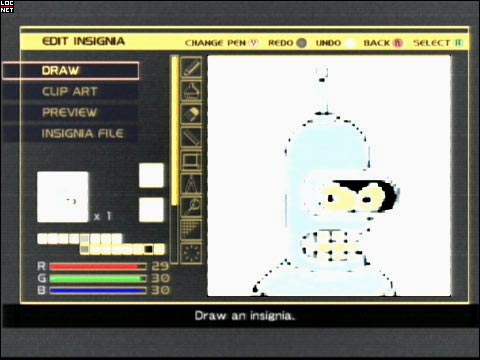 LOC
NET
EDIT INSIGNIA
CHANGE PEN Y REDO UNDO BACK B SELECT A
DRAW
CLIP ART
PREVIEW
INSIGNIA FILE
x 1
R 29
G 30
B 30
Draw an insignia.